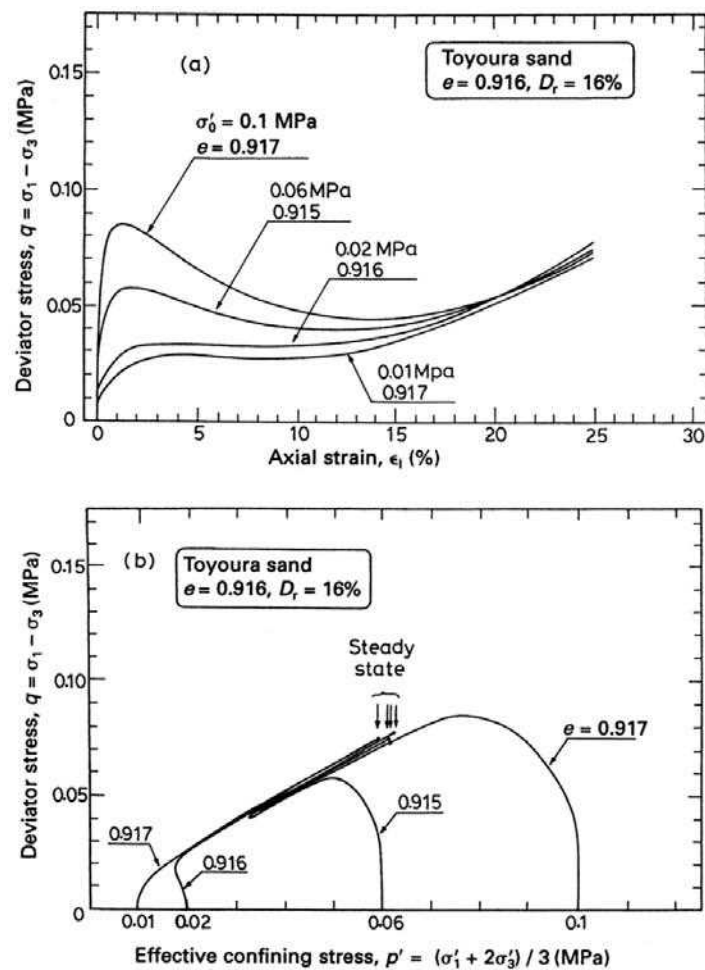 (a)
Toyoura sand
e = 0.916, Dr = 16%
σ′0 = 0.1 MPa
e = 0.917
0.06 MPa
0.915
0.02 MPa
0.916
0.01 Mpa
0.917
0.15
0.10
0.05
0
Deviator stress, q = σ1 − σ3 (MPa)
0 5 10 15 20 25 30
Axial strain, ϵI (%)
(b)
Toyoura sand
e = 0.916, Dr = 16%
Steady
state
e = 0.917
0.915
0.917
0.916
0.15
0.10
0.05
0
Deviator stress, q = σ1 − σ3 (MPa)
0.01 0.02 0.06 0.1
Effective confining stress, p′ = (σ′1 + 2σ′3) / 3 (MPa)